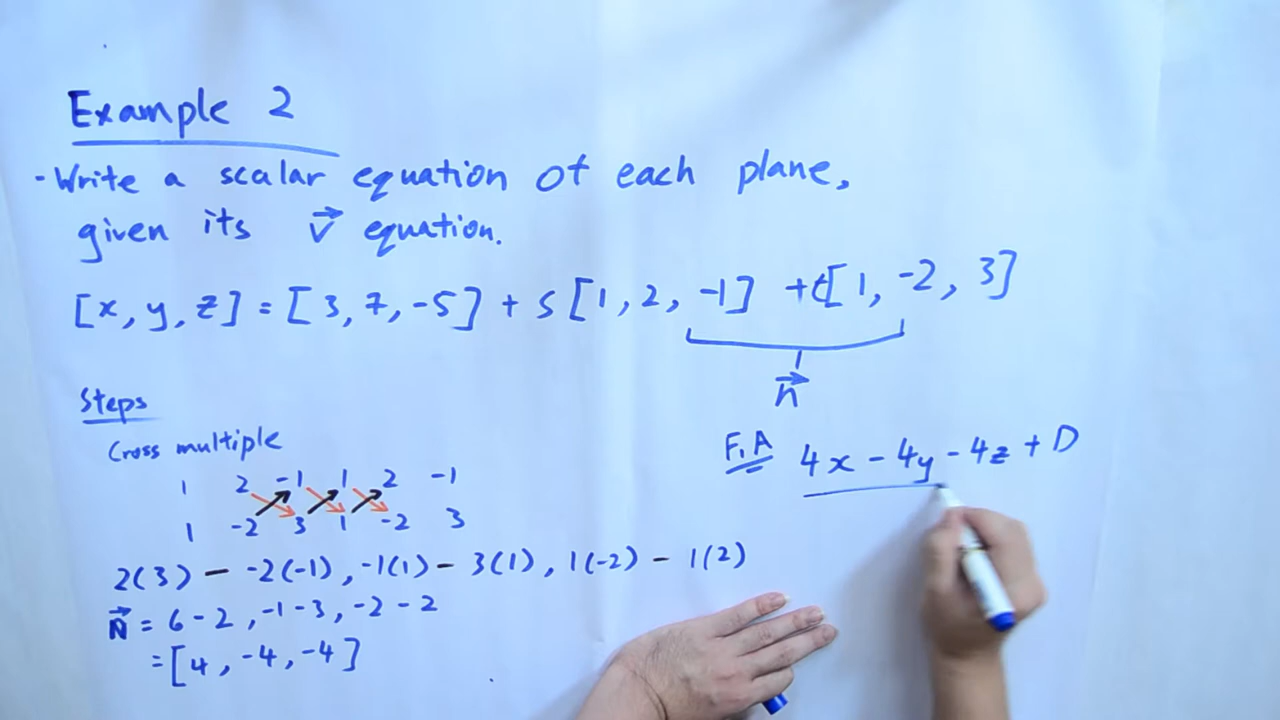 Example 2
- Write a scalar equation of each plane,
given its v⃗ equation.
[x, y, z] = [3, 7, -5] + s[1, 2, -1] + t[1, -2, 3]
n⃗
Steps
Cross multiple
1 2 -1 1 2 -1
1 -2 3 1 -2 3
2(3) - -2(-1), -1(1) - 3(1), 1(-2) - 1(2)
n⃗ = 6 - 2, -1 - 3, -2 - 2
= [4, -4, -4]
F.A 4x - 4y - 4z + D